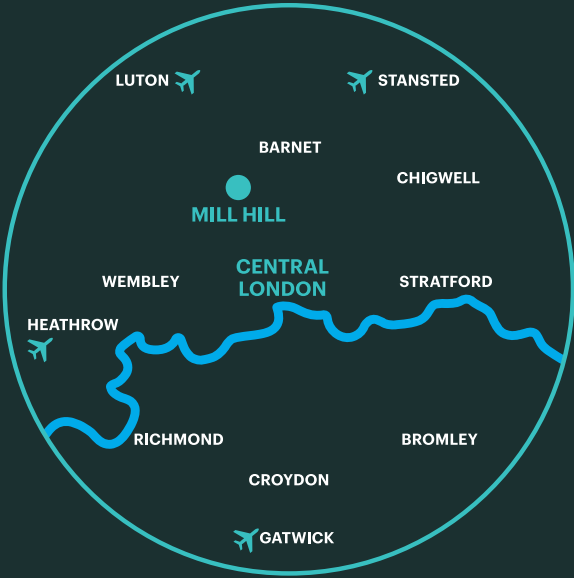 LUTON
STANSTED
BARNET
CHIGWELL
MILL HILL
CENTRAL
LONDON
WEMBLEY
STRATFORD
HEATHROW
RICHMOND
BROMLEY
CROYDON
GATWICK